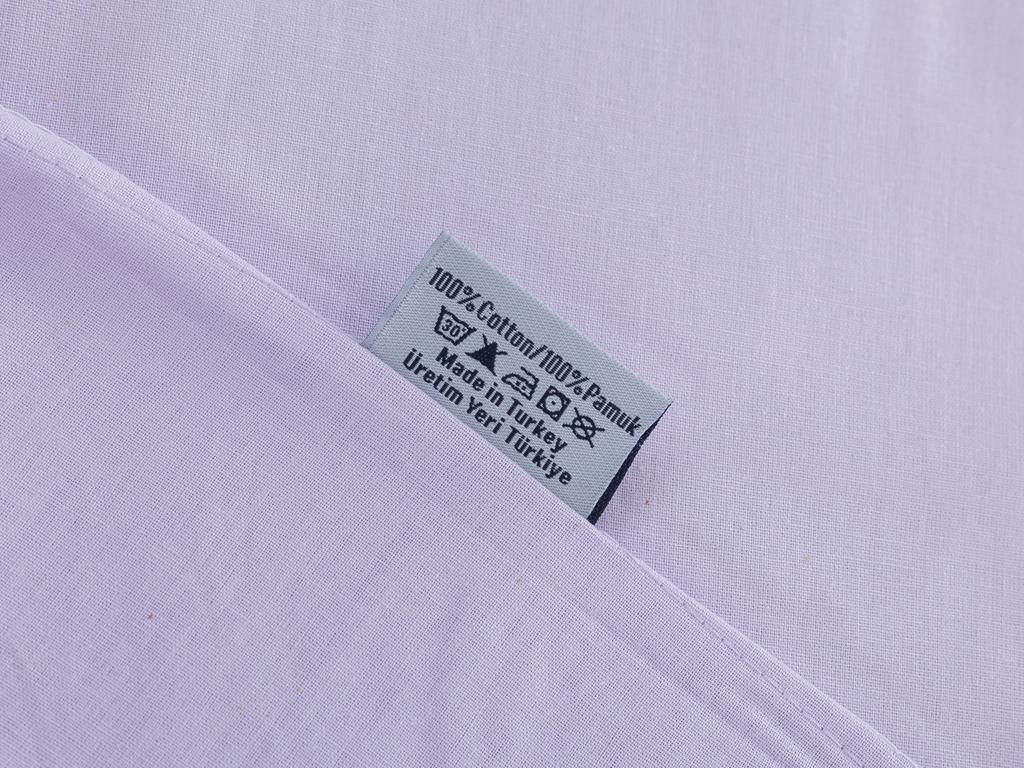 100%Cotton/100%Pamuk
30°
Made in Turkey
Üretim Yeri Türkiye